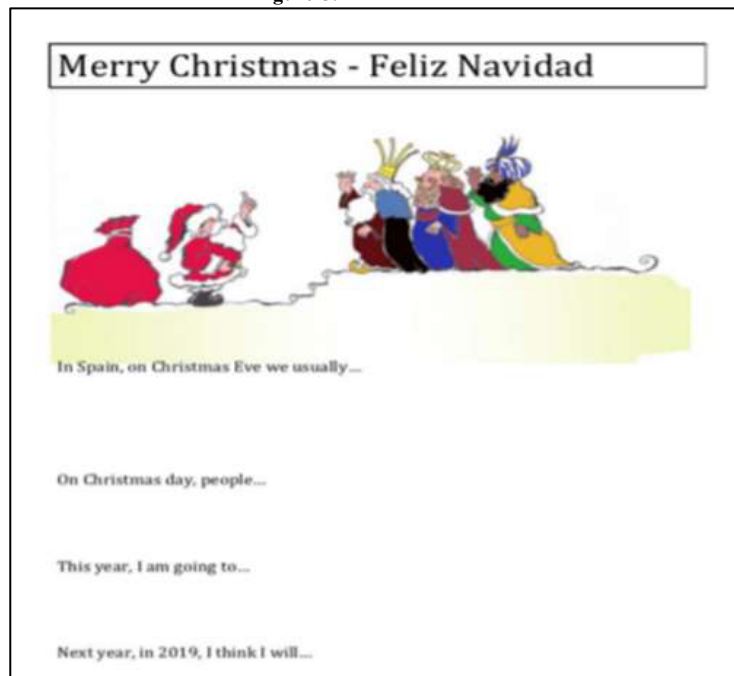 Merry Christmas - Feliz Navidad
In Spain, on Christmas Eve we usually...
On Christmas day, people...
This year, I am going to...
Next year, in 2019, I think I will...